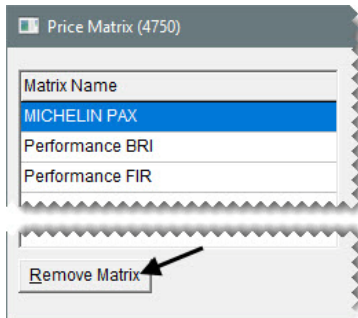 Price Matrix (4750)
Matrix Name
MICHELIN PAX
Performance BRI
Performance FIR
Remove Matrix